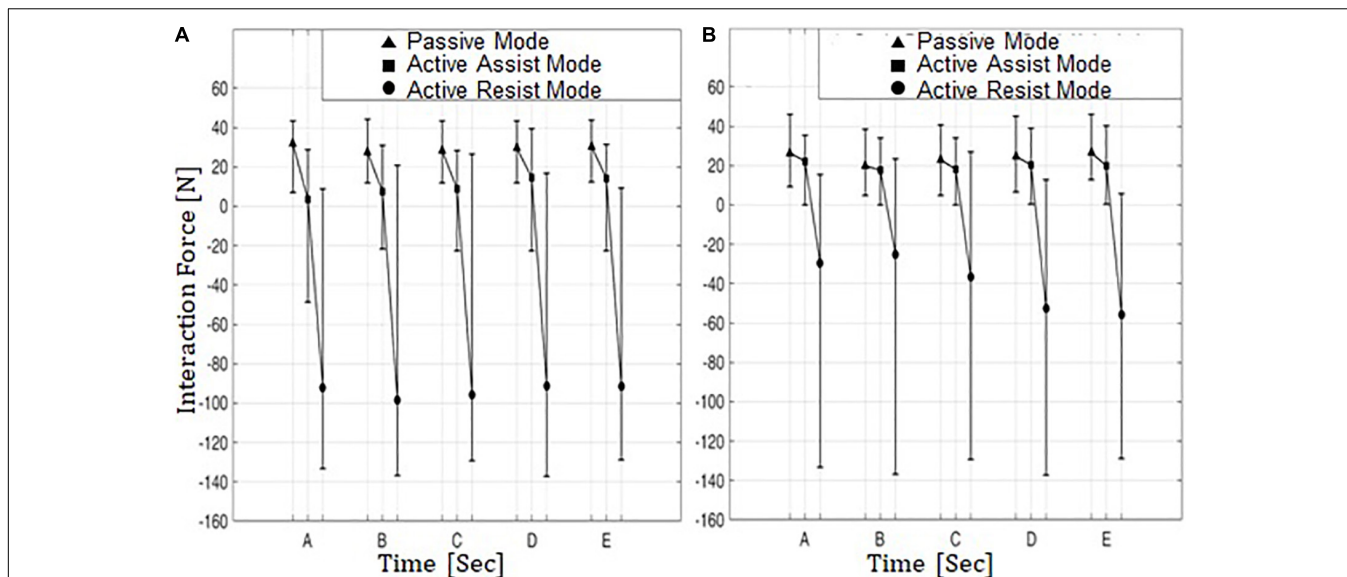 A
Passive Mode
Active Assist Mode
Active Resist Mode
60
40
20
0
-20
-40
-60
-80
-100
-120
-140
-160
Interaction Force [N]
A B C D E
Time [Sec]
B
Passive Mode
Active Assist Mode
Active Resist Mode
60
40
20
0
-20
-40
-60
-80
-100
-120
-140
-160
A B C D E
Time [Sec]